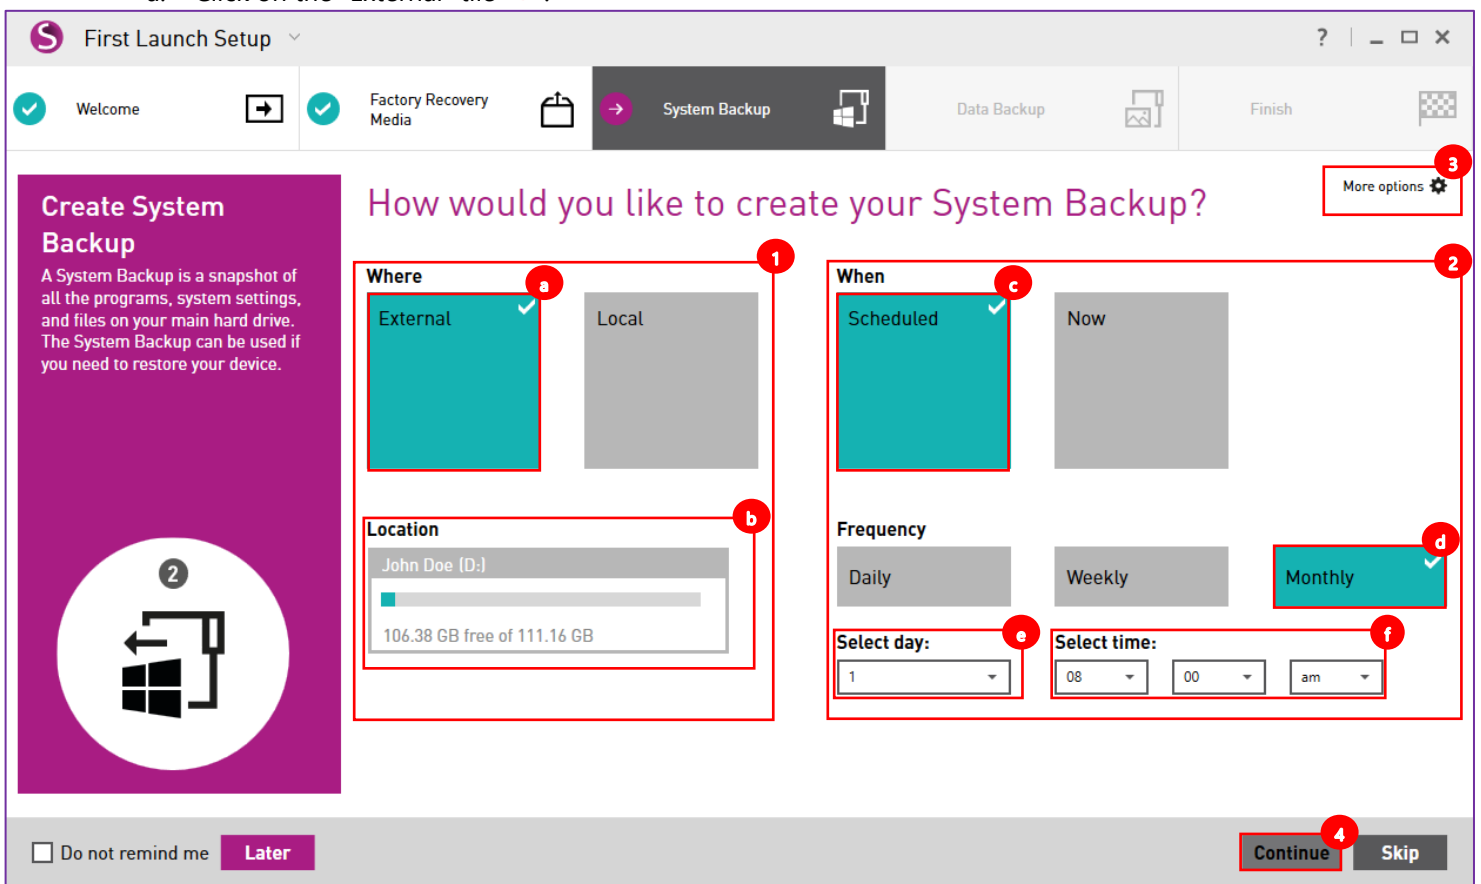 First Launch Setup
?
Welcome
Factory Recovery
Media
System Backup
Data Backup
Finish
3
More options
Create System
Backup
A System Backup is a snapshot of
all the programs, system settings,
and files on your main hard drive.
The System Backup can be used if
you need to restore your device.
2
How would you like to create your System Backup?
1
Where
a
External
Local
b
Location
John Doe (D:)
106.38 GB free of 111.16 GB
2
When
c
Scheduled
Now
Frequency
d
Daily
Weekly
Monthly
e
Select day:
1
f
Select time:
08
00
am
Do not remind me
Later
4
Continue
Skip